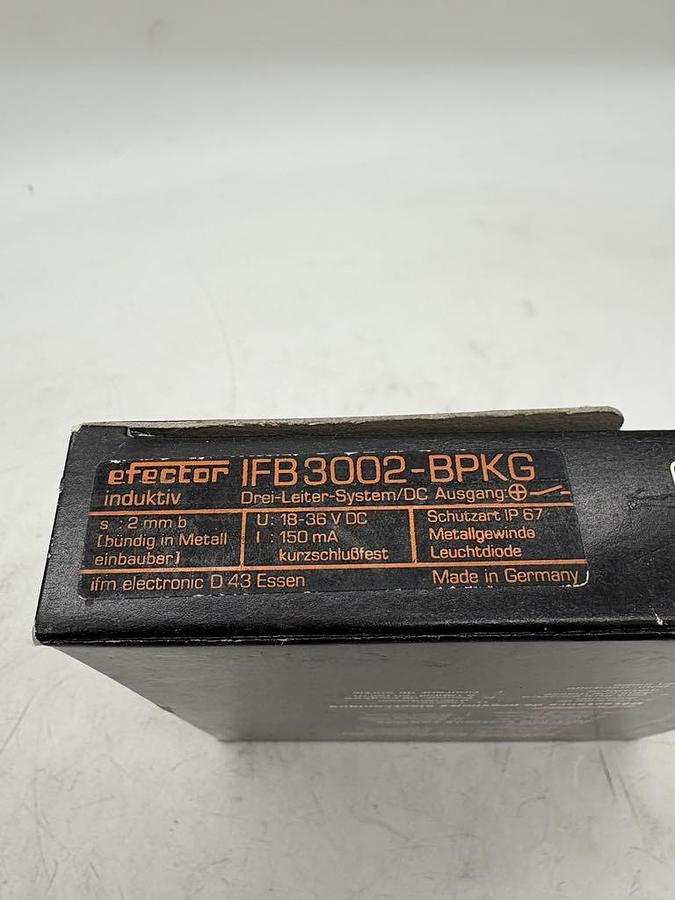 efector IFB3002-BPKG
induktiv Drei-Leiter-System/DC Ausgang:
s : 2 mm b
(bündig in Metall
einbaubar)
U: 18-36 V DC
I : 150 mA
kurzschlußfest
Schutzart IP 67
Metallgewinde
Leuchtdiode
ifm electronic D 43 Essen Made in Germany